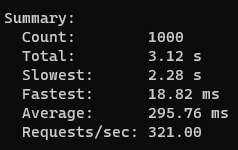 Summary:
Count: 1000
Total: 3.12 s
Slowest: 2.28 s
Fastest: 18.82 ms
Average: 295.76 ms
Requests/sec: 321.00